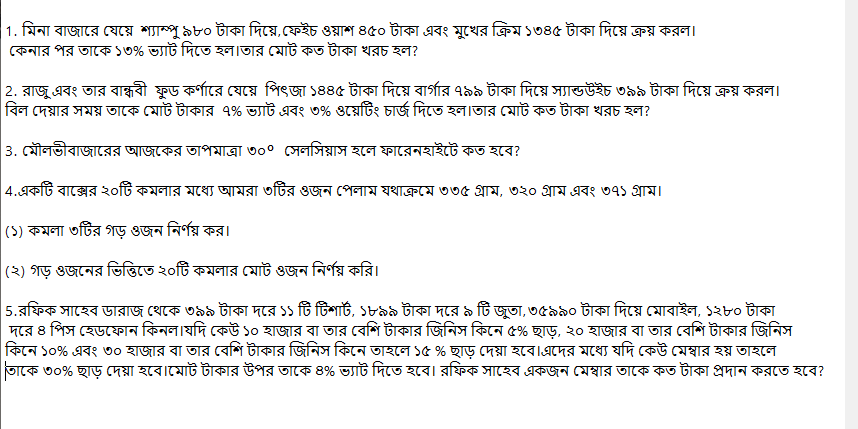 1. মিনা বাজারে যেয়ে শ্যাম্পু ৯৮০ টাকা দিয়ে,ফেইচ ওয়াশ ৪৫০ টাকা এবং মুখের ক্রিম ১৩৪৫ টাকা দিয়ে ক্রয় করল।
কেনার পর তাকে ১৩% ভ্যাট দিতে হল।তার মোট কত টাকা খরচ হল?
2. রাজু এবং তার বান্ধবী ফুড কর্ণারে যেয়ে পিৎজা ১৪৪৫ টাকা দিয়ে বার্গার ৭৯৯ টাকা দিয়ে স্যান্ডউইচ ৩৯৯ টাকা দিয়ে ক্রয় করল।
বিল দেয়ার সময় তাকে মোট টাকার ৭% ভ্যাট এবং ৩% ওয়েটিং চার্জ দিতে হল।তার মোট কত টাকা খরচ হল?
3. মৌলভীবাজারের আজকের তাপমাত্রা ৩০° সেলসিয়াস হলে ফারেনহাইটে কত হবে?
4.একটি বাক্সের ২০টি কমলার মধ্যে আমরা ৩টির ওজন পেলাম যথাক্রমে ৩৩৫ গ্রাম, ৩২০ গ্রাম এবং ৩৭১ গ্রাম।
(১) কমলা ৩টির গড় ওজন নির্ণয় কর।
(২) গড় ওজনের ভিত্তিতে ২০টি কমলার মোট ওজন নির্ণয় করি।
5.রফিক সাহেব ডারাজ থেকে ৩৯৯ টাকা দরে ১১ টি টিশার্ট, ১৮৯৯ টাকা দরে ৯ টি জুতা,৩৫৯৯০ টাকা দিয়ে মোবাইল, ১২৮০ টাকা
দরে ৪ পিস হেডফোন কিনল।যদি কেউ ১০ হাজার বা তার বেশি টাকার জিনিস কিনে ৫% ছাড়, ২০ হাজার বা তার বেশি টাকার জিনিস
কিনে ১০% এবং ৩০ হাজার বা তার বেশি টাকার জিনিস কিনে তাহলে ১৫ % ছাড় দেয়া হবে।এদের মধ্যে যদি কেউ মেম্বার হয় তাহলে
তাকে ৩০% ছাড় দেয়া হবে।মোট টাকার উপর তাকে ৪% ভ্যাট দিতে হবে। রফিক সাহেব একজন মেম্বার তাকে কত টাকা প্রদান করতে হবে?